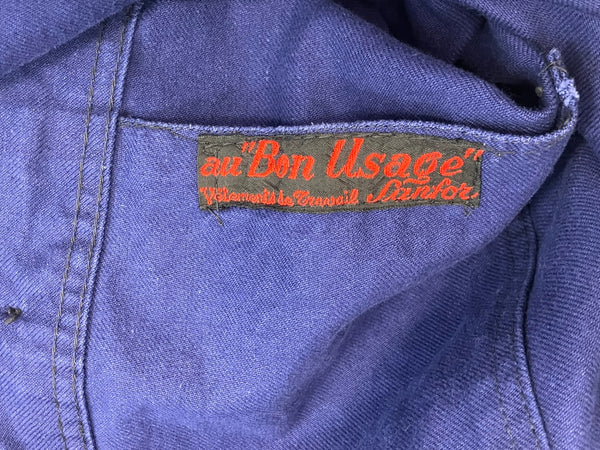 au "Bon Usage"
Vêtements de Travail Sanfor